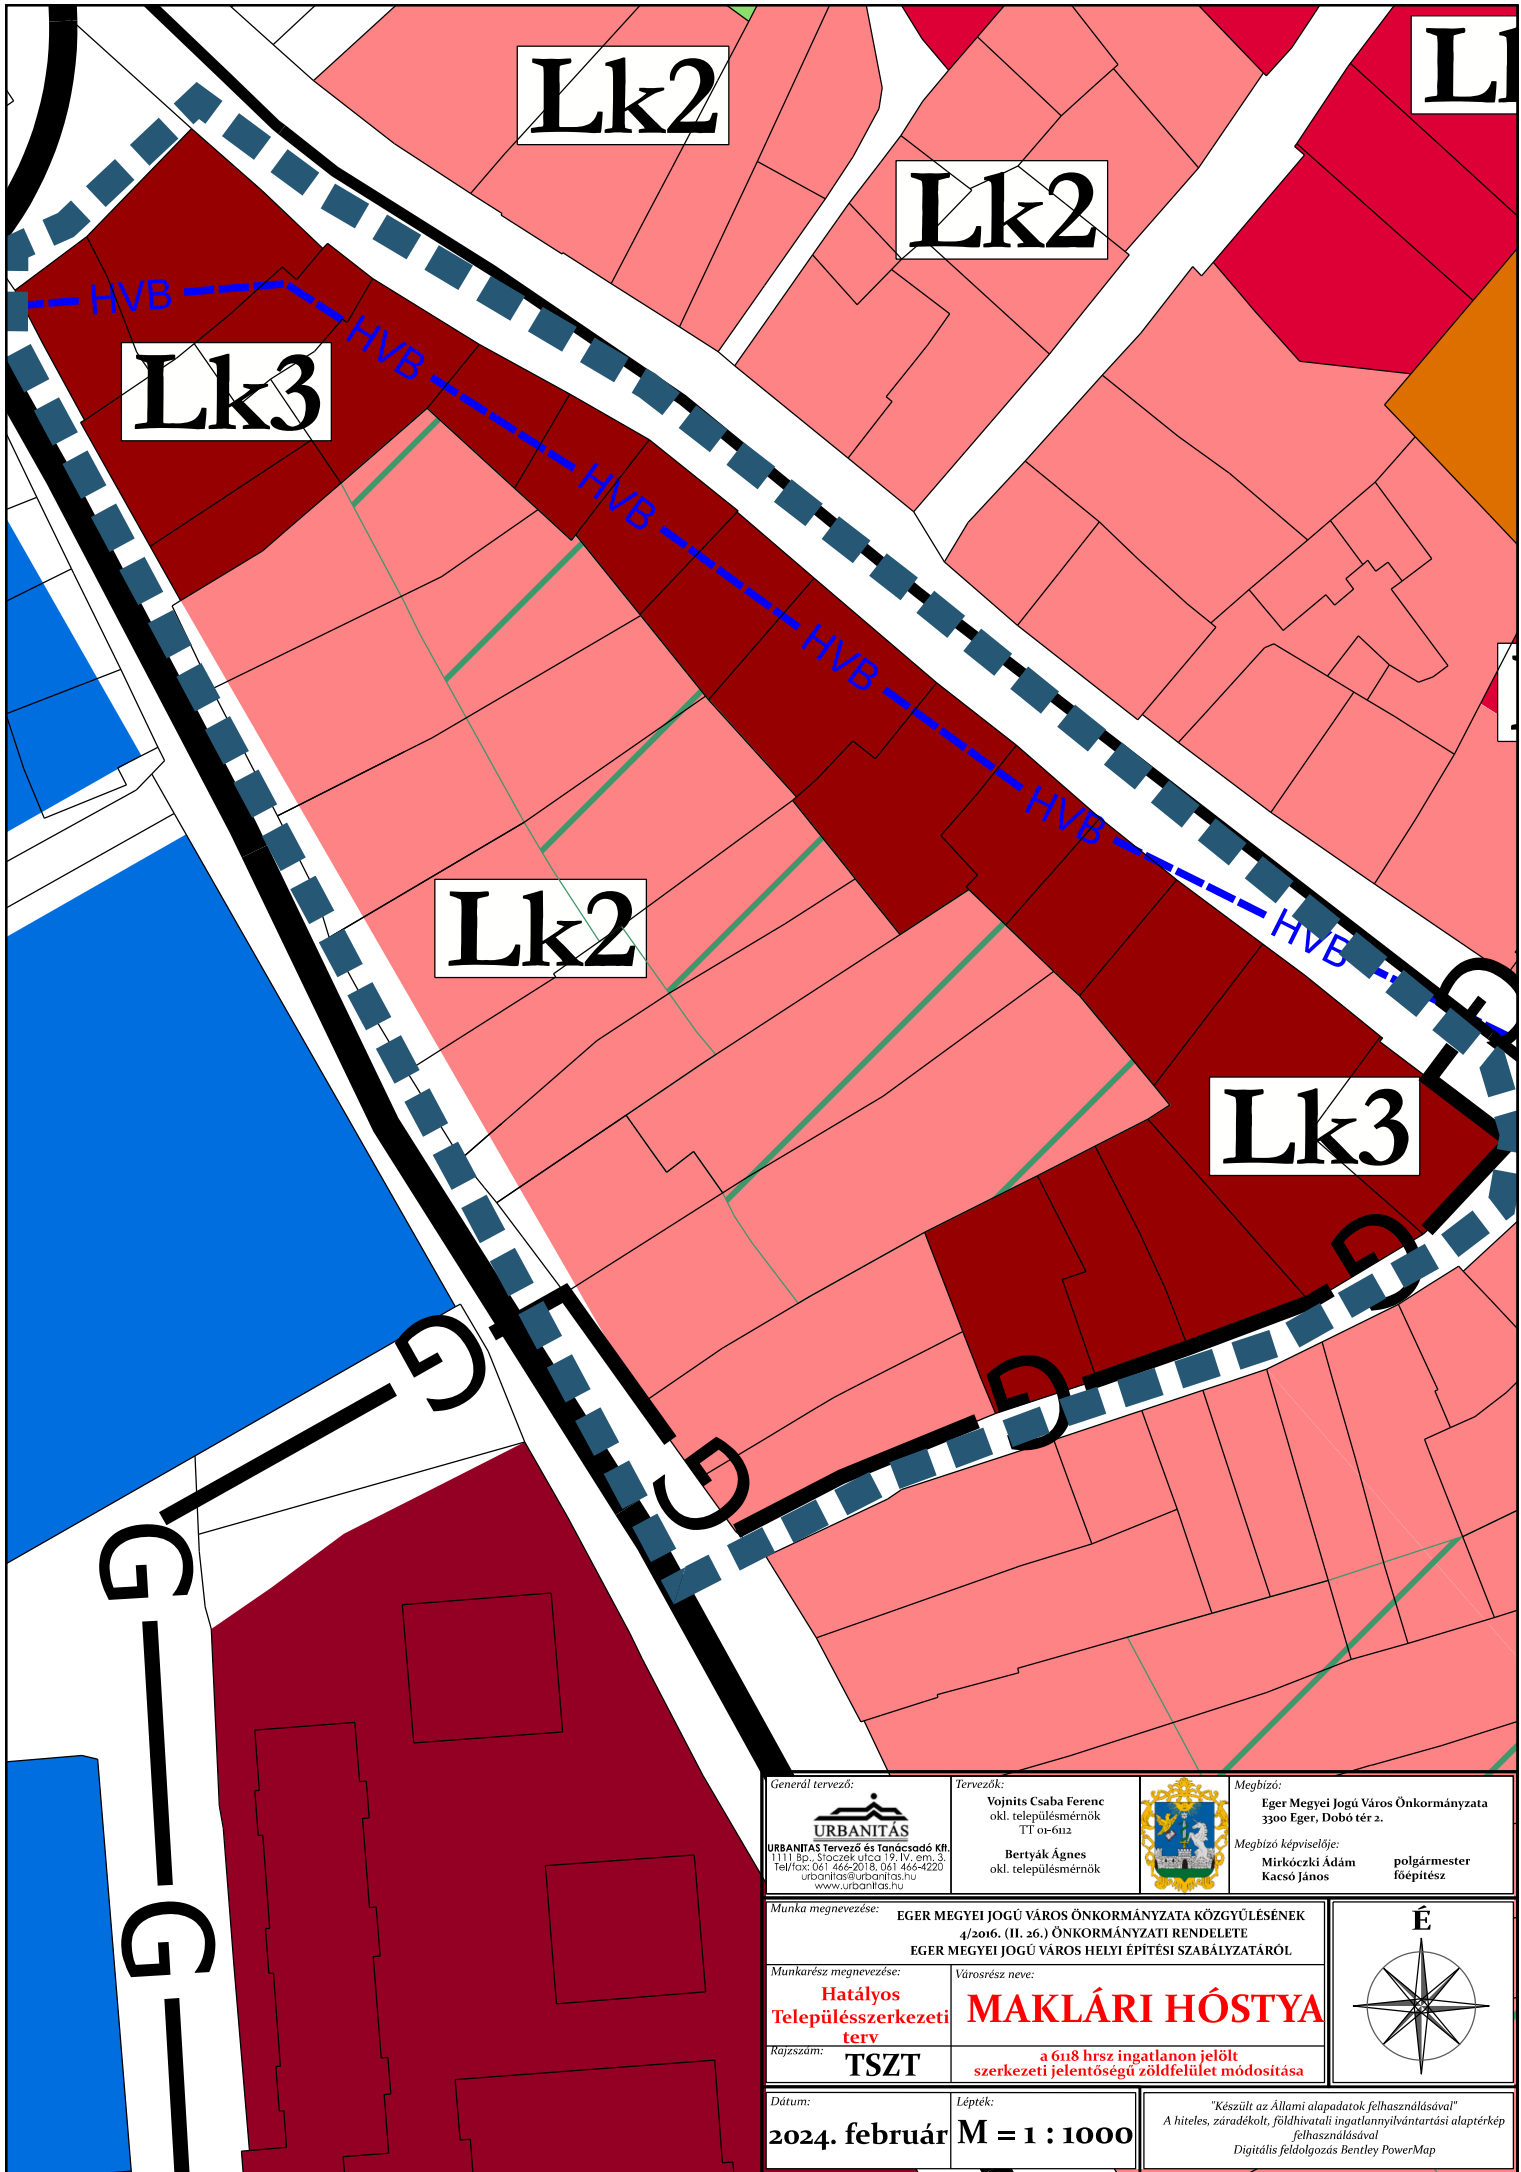 Lk2
Lk2
HVB
HVB
Lk3
HVB
HVB
HVB
HVB
Lk2
Lk3
G
G
G
G
G
G
G
Generál tervező:
URBANITÁS
URBANITAS Tervező és Tanácsadó Kft.
1111 Bp., Stoczek utca 19. IV. em. 3.
Tel/fax: 061 466-2018, 061 466-4220
urbanitas@urbanitas.hu
www.urbanitas.hu
Tervezők:
Vojnits Csaba Ferenc
okl. településmérnök
TT 01-6112
Bertyák Ágnes
okl. településmérnök
Megbízó:
Eger Megyei Jogú Város Önkormányzata
3300 Eger, Dobó tér 2.
Megbízó képviselője:
Mirkóczki Ádám polgármester
Kacsó János főépítész
Munka megnevezése:
EGER MEGYEI JOGÚ VÁROS ÖNKORMÁNYZATA KÖZGYŰLÉSÉNEK
4/2016. (II. 26.) ÖNKORMÁNYZATI RENDELETE
EGER MEGYEI JOGÚ VÁROS HELYI ÉPÍTÉSI SZABÁLYZATÁRÓL
É
Munkarész megnevezése:
Hatályos
Településszerkezeti
terv
Városrész neve:
MAKLÁRI HÓSTYA
Rajzszám:
TSZT
a 6118 hrsz ingatlanon jelölt
szerkezeti jelentőségű zöldfelület módosítása
Dátum:
2024. február
Lépték:
M = 1 : 1000
"Készült az Állami alapadatok felhasználásával"
A hiteles, záradékolt, földhivatali ingatlannyilvántartási alaptérkép
felhasználásával
Digitális feldolgozás Bentley PowerMap